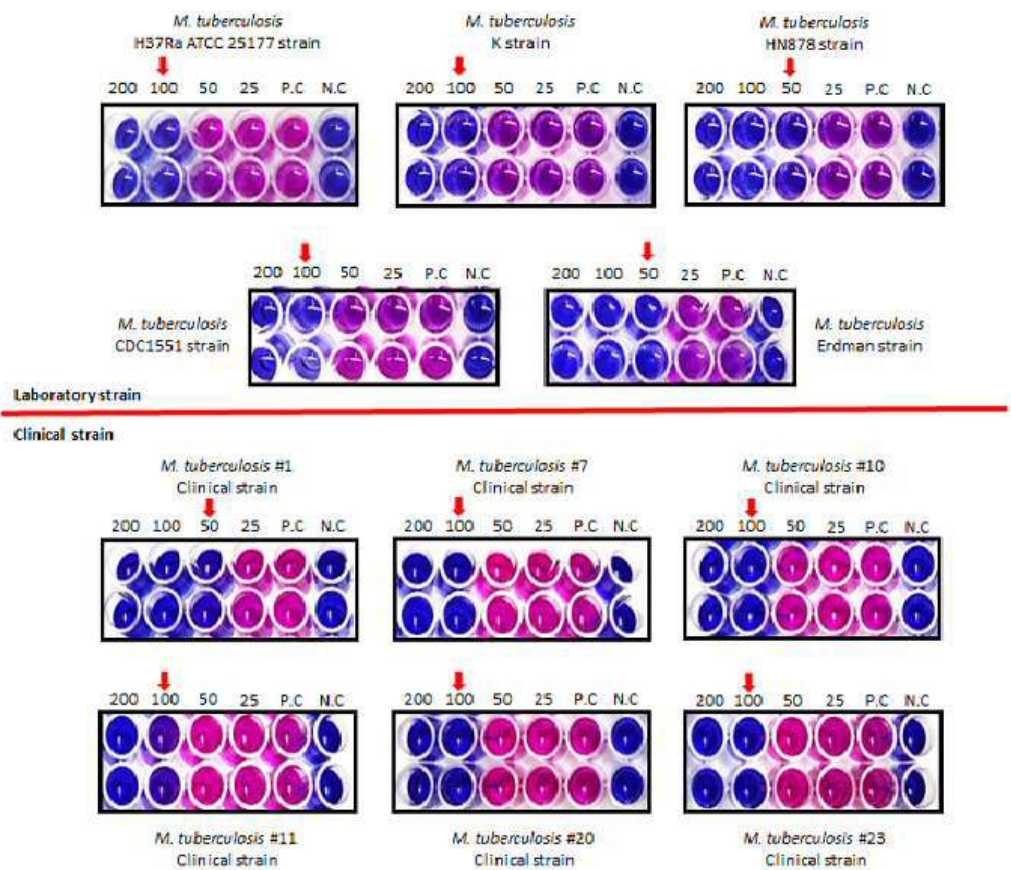 M. tuberculosis
H37Ra ATCC 25177 strain
200 100 50 25 P.C N.C
M. tuberculosis
K strain
200 100 50 25 P.C N.C
M. tuberculosis
HN878 strain
200 100 50 25 P.C N.C
200 100 50 25 P.C N.C
M. tuberculosis
CDC1551 strain
200 100 50 25 P.C N.C
M. tuberculosis
Erdman strain
Laboratory strain
Clinical strain
M. tuberculosis #1
Clinical strain
200 100 50 25 P.C N.C
M. tuberculosis #7
Clinical strain
200 100 50 25 P.C N.C
M. tuberculosis #10
Clinical strain
200 100 50 25 P.C N.C
200 100 50 25 P.C N.C
M. tuberculosis #11
Clinical strain
200 100 50 25 P.C N.C
M. tuberculosis #20
Clinical strain
200 100 50 25 P.C N.C
M. tuberculosis #23
Clinical strain